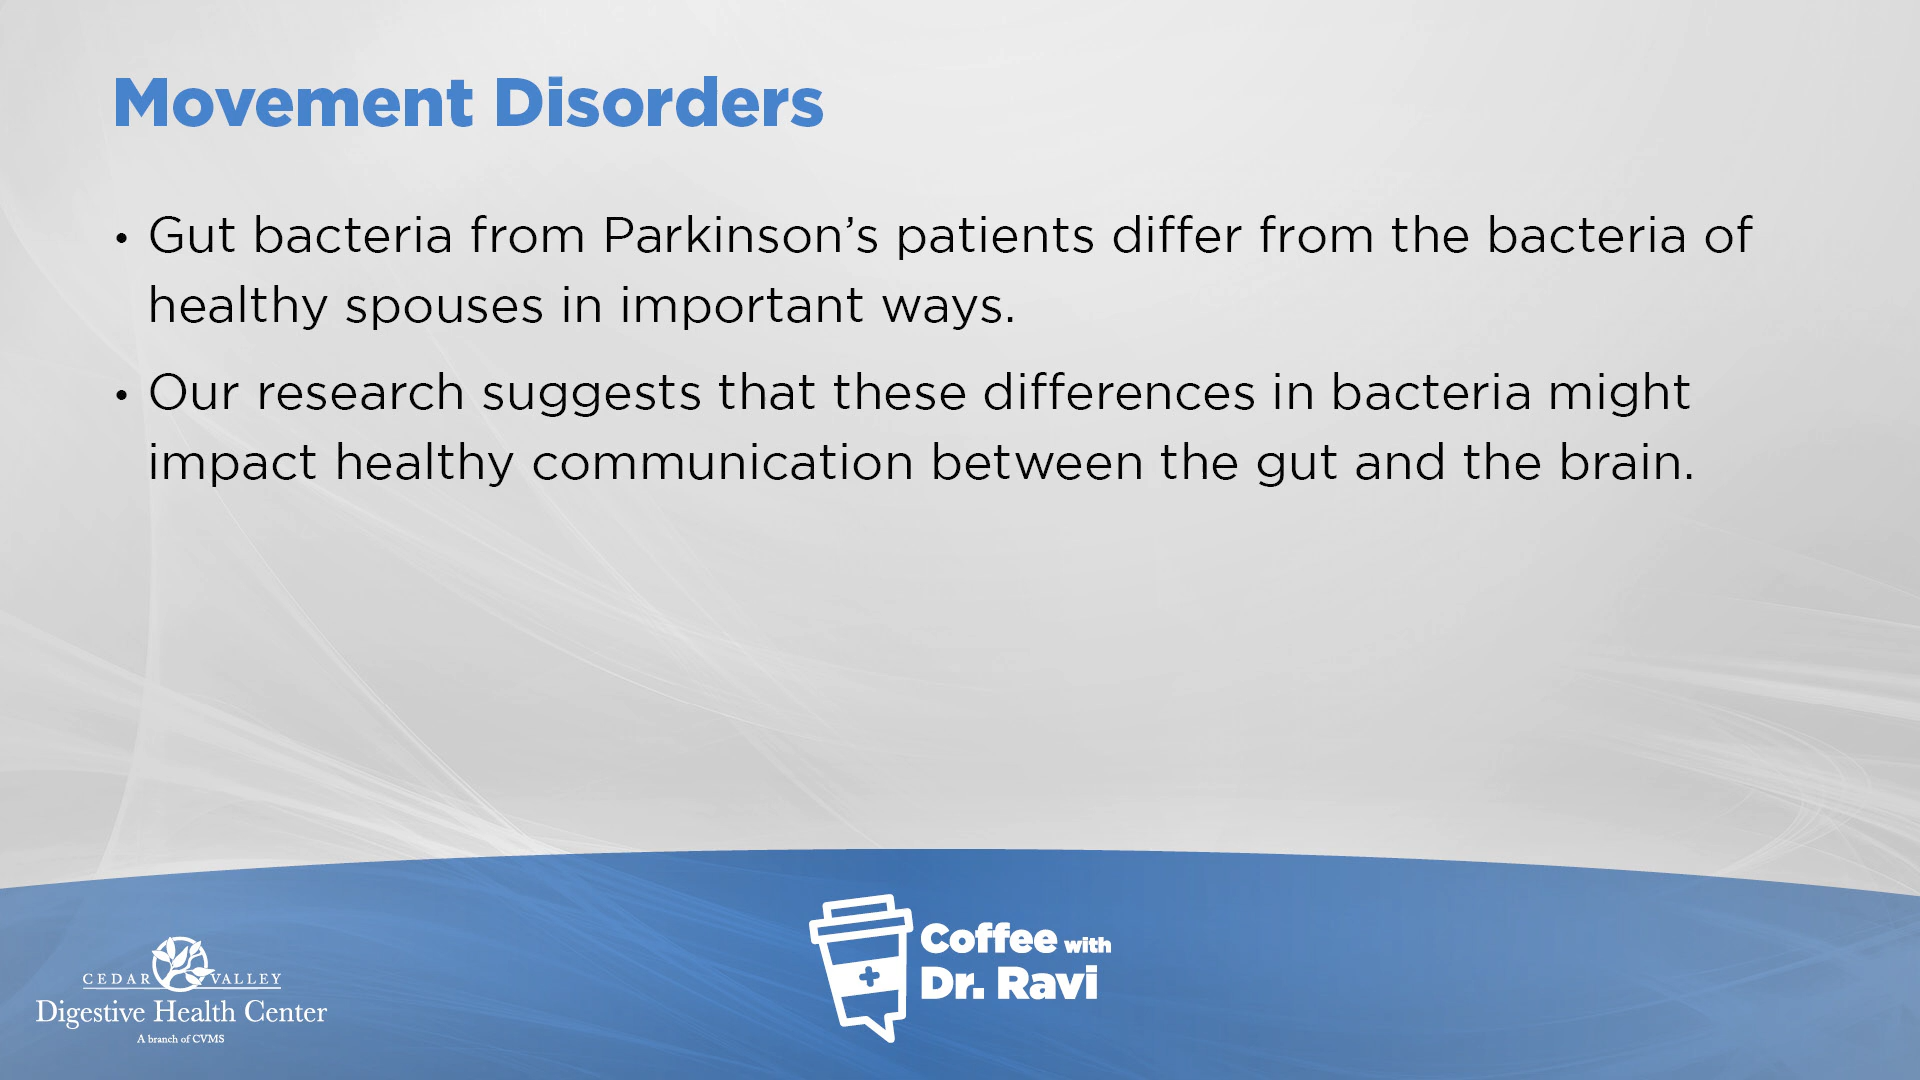 Movement Disorders
• Gut bacteria from Parkinson’s patients differ from the bacteria of
healthy spouses in important ways.
• Our research suggests that these differences in bacteria might
impact healthy communication between the gut and the brain.
CEDAR VALLEY
Digestive Health Center
A branch of CVMS
Coffee with
Dr. Ravi